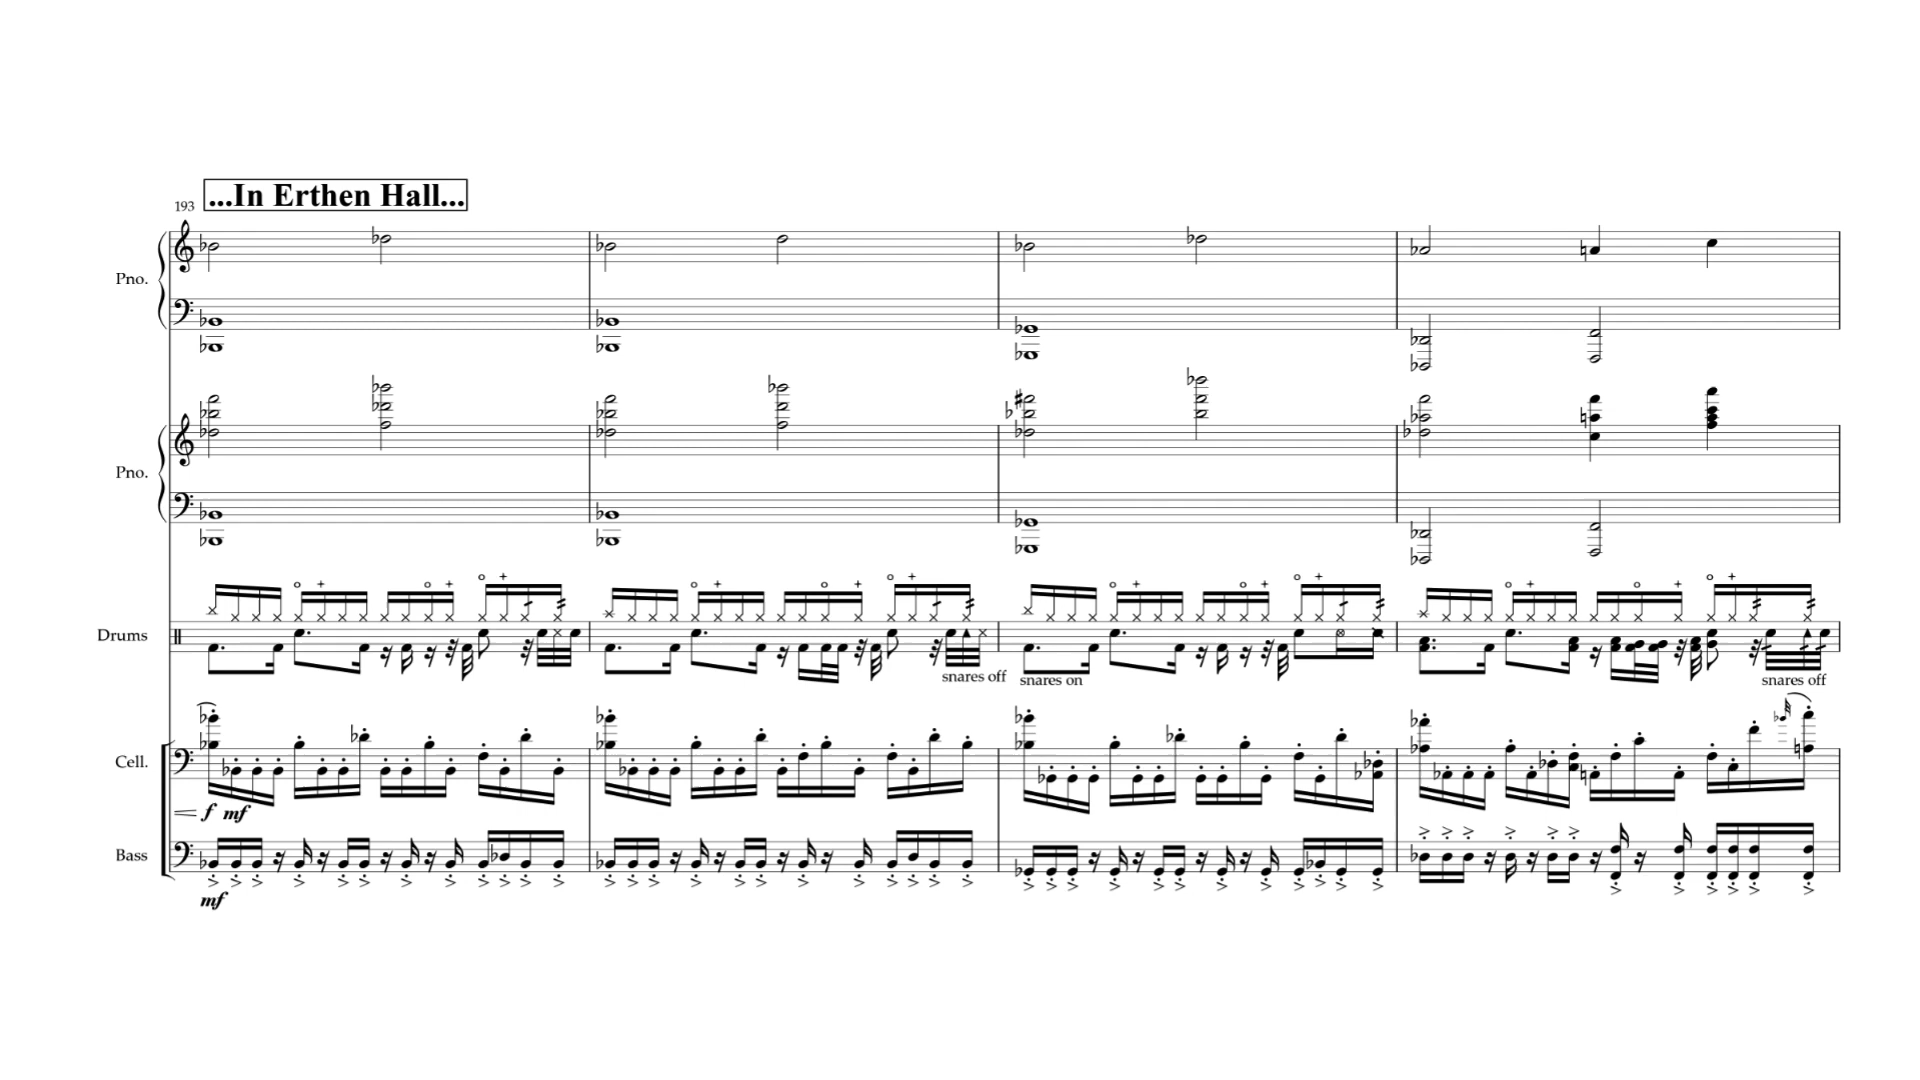 ...In Erthen Hall...
193
Pno.
Pno.
Drums
snares off
snares on
snares off
Cell.
f mf
Bass
mf